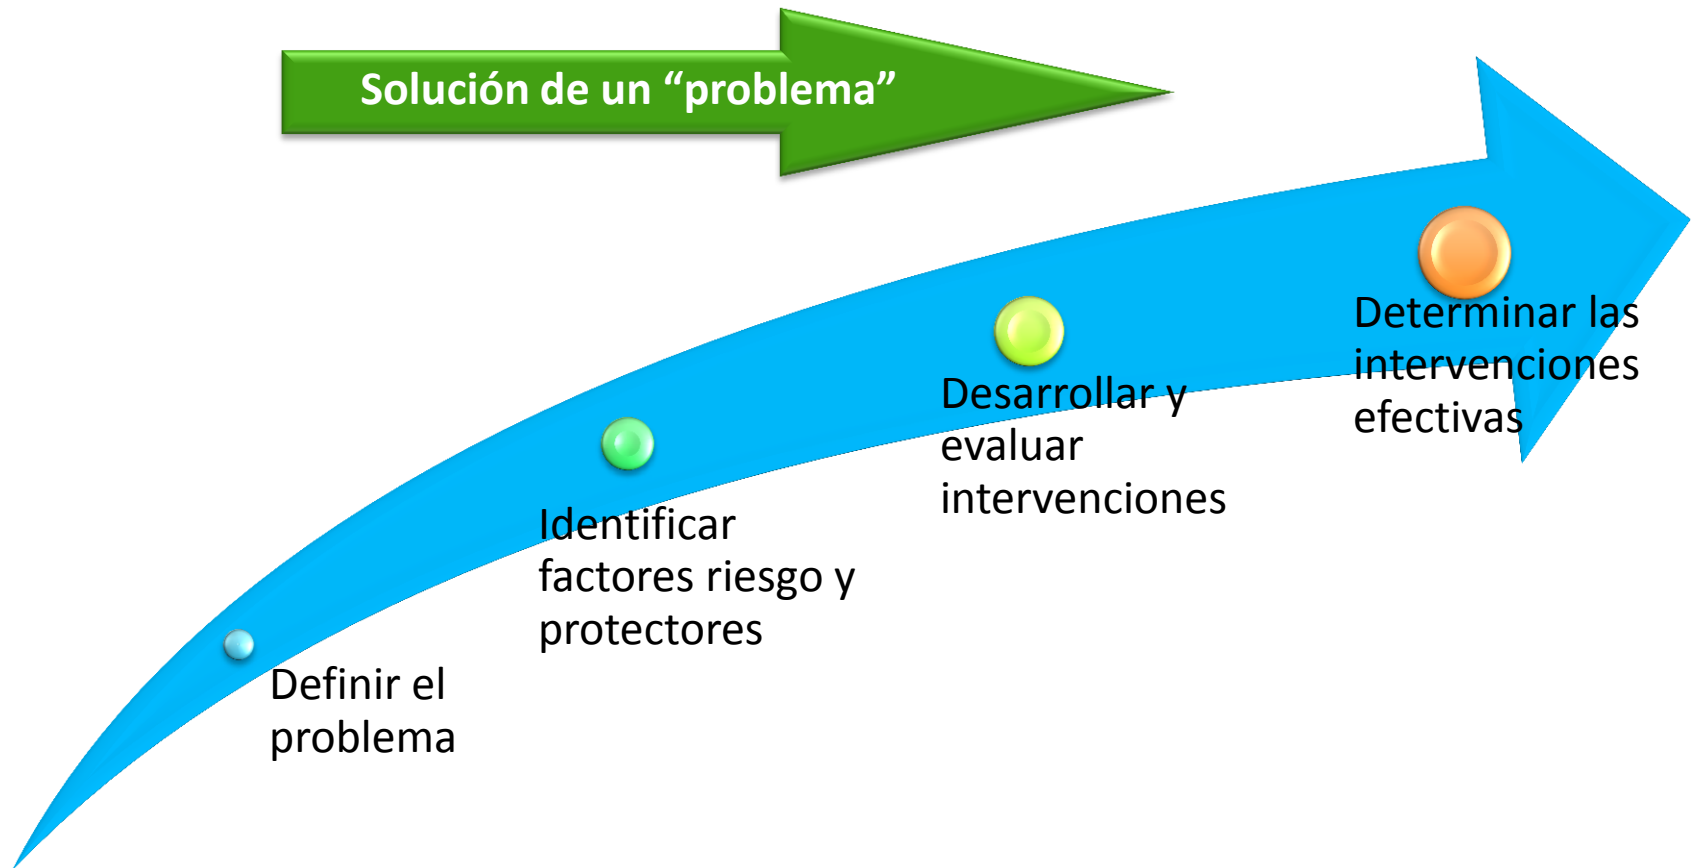 Solución de un “problema”
Definir el
problema
Identificar
factores riesgo y
protectores
Desarrollar y
evaluar
intervenciones
Determinar las
intervenciones
efectivas